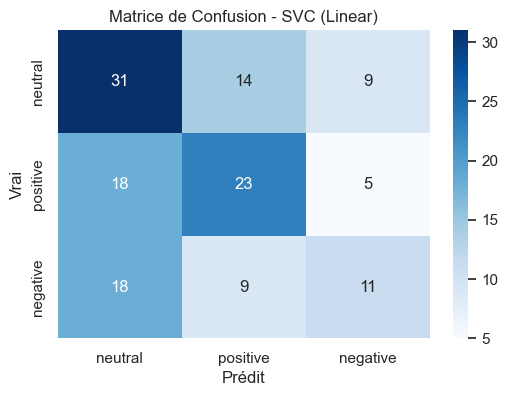 Matrice de Confusion - SVC (Linear)
Vrai
neutral
31 14 9
positive
18 23 5
negative
18 9 11
neutral positive negative
Prédit
30
25
20
15
10
5